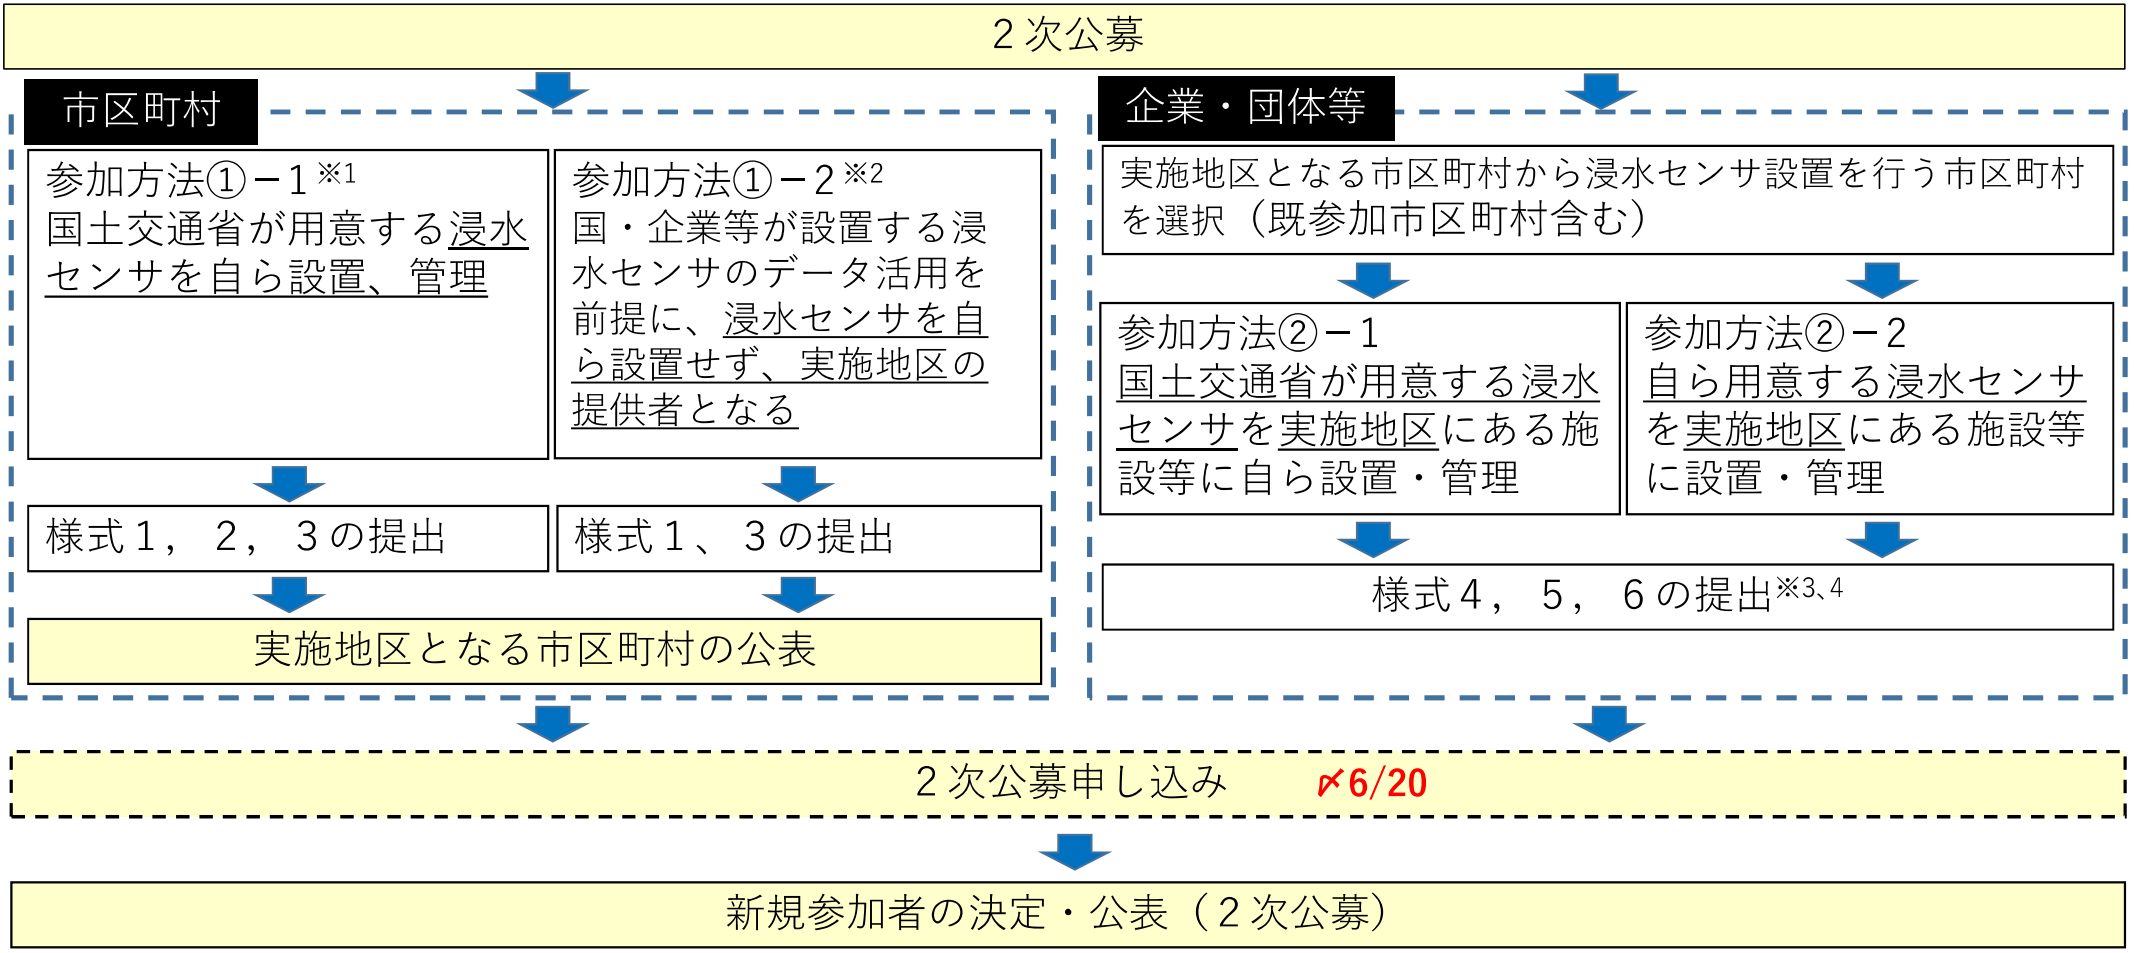 ２次公募
市区町村
参加方法①－1※1
国土交通省が用意する浸水
センサを自ら設置、管理
参加方法①－2※2
国・企業等が設置する浸
水センサのデータ活用を
前提に、浸水センサを自
ら設置せず、実施地区の
提供者となる
様式１，２，３の提出
様式１、３の提出
実施地区となる市区町村の公表
企業・団体等
実施地区となる市区町村から浸水センサ設置を行う市区町村
を選択（既参加市区町村含む）
参加方法②－1
国土交通省が用意する浸水
センサを実施地区にある施
設等に自ら設置・管理
参加方法②－2
自ら用意する浸水センサ
を実施地区にある施設等
に設置・管理
様式４，５，６の提出※3、4
２次公募申し込み　　〆6/20
新規参加者の決定・公表（２次公募）